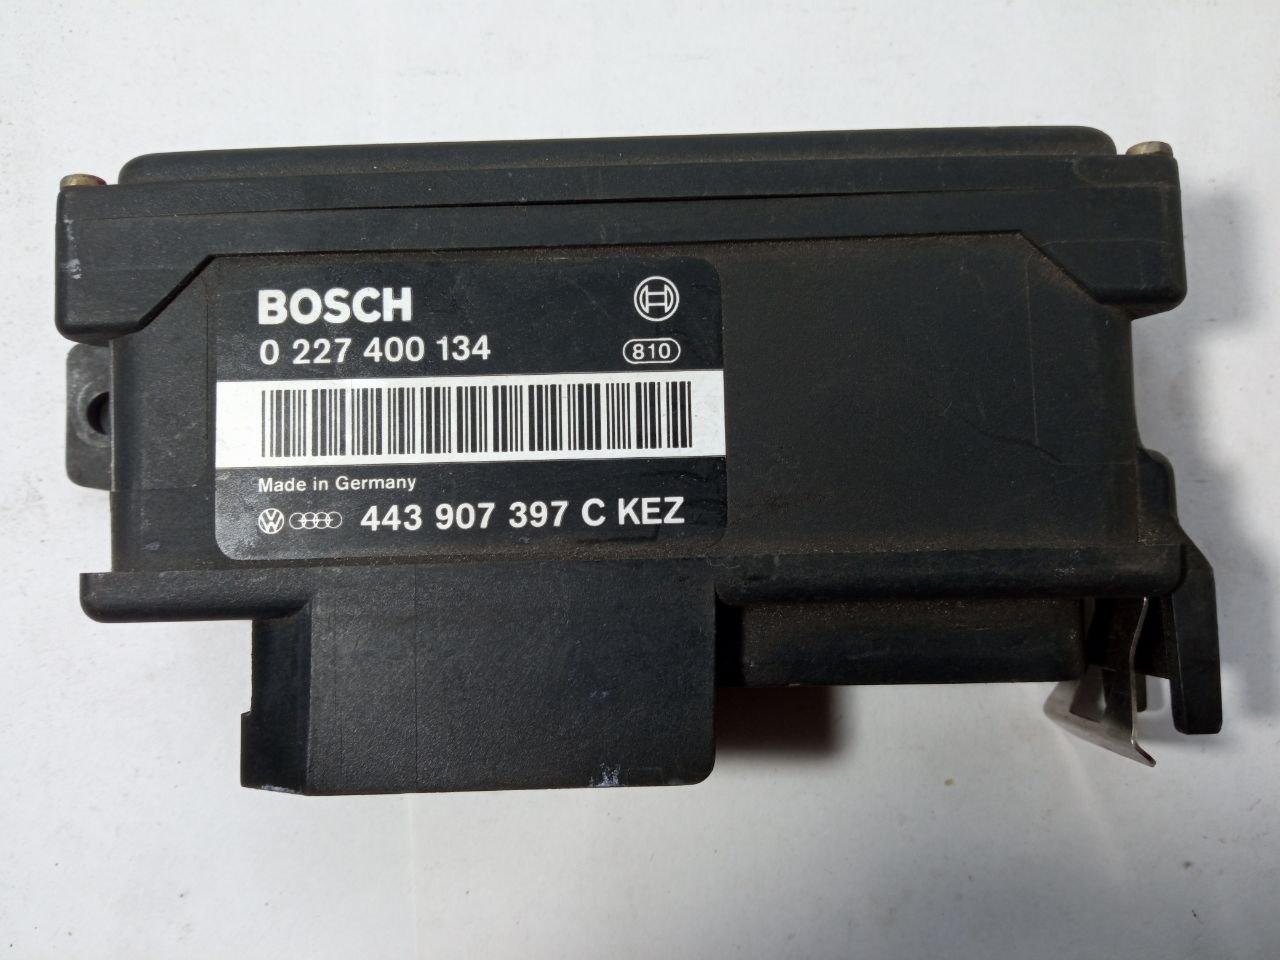 BOSCH
0 227 400 134
810
Made in Germany
443 907 397 C KEZ